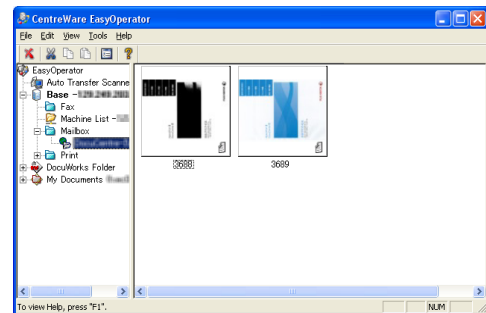 CentreWare EasyOperator
File Edit View Tools Help
EasyOperator
Auto Transfer Scanne
Base -
Fax
Machine List -
Mailbox
Print
DocuWorks Folder
My Documents
3688 3689
To view Help, press "F1".
NUM